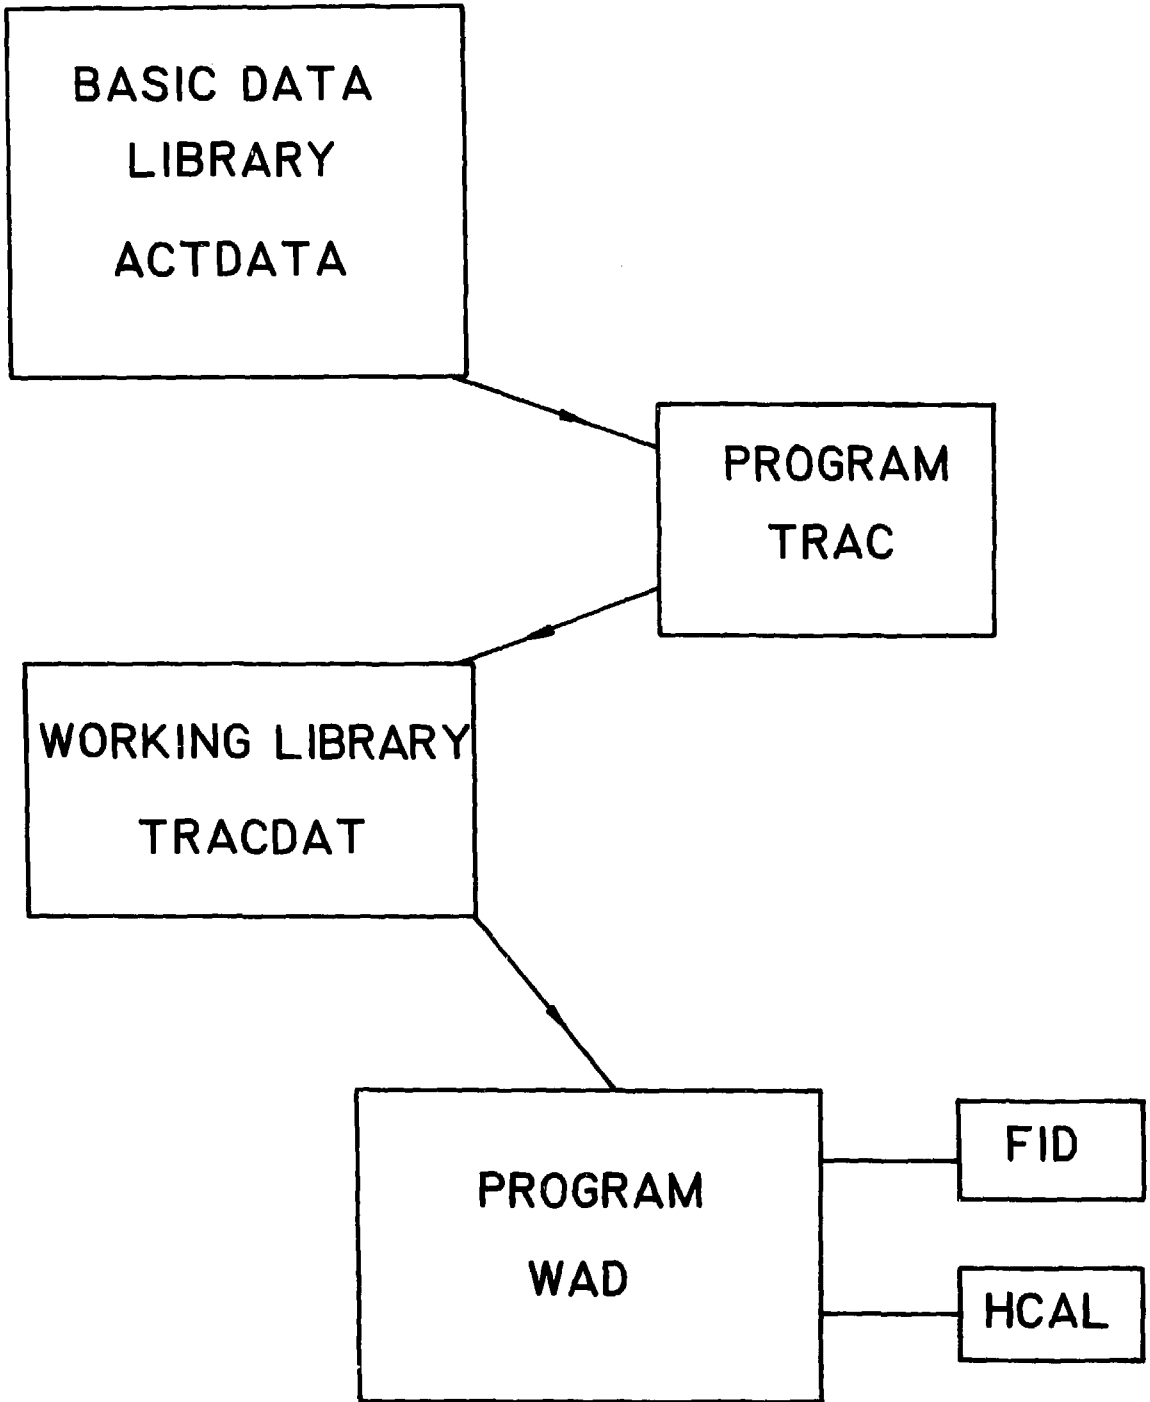 BASIC DATA
LIBRARY
ACTDATA
PROGRAM
TRAC
WORKING LIBRARY
TRACDAT
PROGRAM
WAD
FID
HCAL